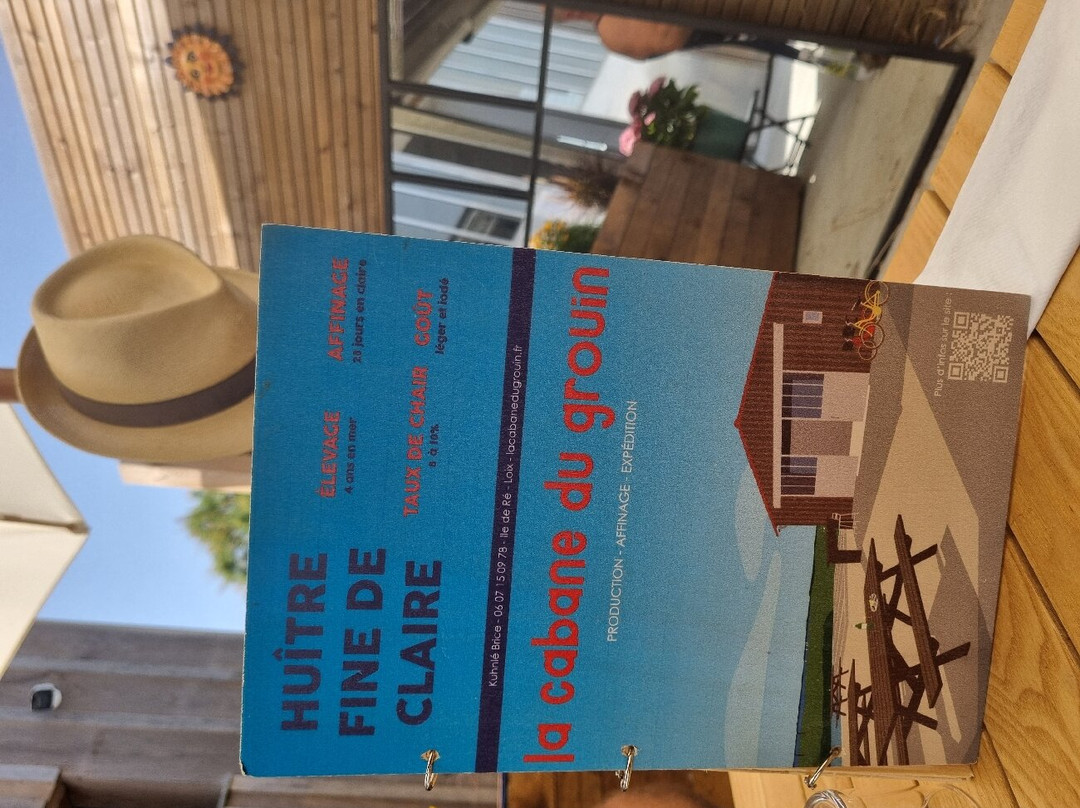 HUÎTRE
FINE DE
CLAIRE
ÉLEVAGE
4 ans en mer
AFFINAGE
28 jours en claire
TAUX DE CHAIR
8 à 10%
GOÛT
léger et iodé
Kuhnlé Brice - 06 07 15 09 78 - Ile de Ré - Loix - lacabanedugrouin.fr
la cabane du grouin
PRODUCTION - AFFINAGE - EXPÉDITION
Plus d'infos sur le site :